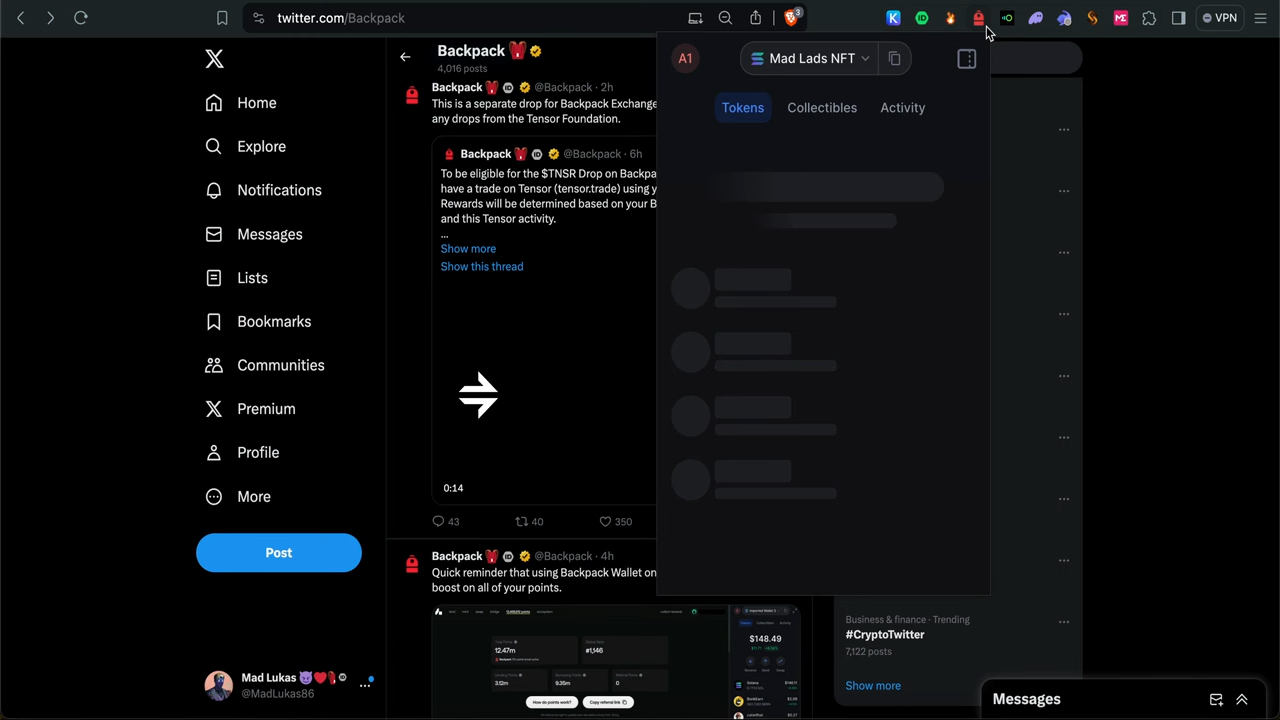 twitter.com/Backpack
3
VPN
Home
Explore
Notifications
Messages
Lists
Bookmarks
Communities
Premium
Profile
More
Post
Mad Lukas
@MadLukas86
Backpack
4,016 posts
Backpack @Backpack · 2h
This is a separate drop for Backpack Exchange
any drops from the Tensor Foundation.
Backpack @Backpack · 6h
To be eligible for the $TNSR Drop on Backpa
have a trade on Tensor (tensor.trade) using y
Rewards will be determined based on your B
and this Tensor activity.
...
Show more
Show this thread
0:14
43
40
350
Backpack @Backpack · 4h
Quick reminder that using Backpack Wallet on
boost on all of your points.
12.47m
#1,146
3.12m
9.35m
0
How do points work?
Copy referral link
$148.49
A1
Mad Lads NFT
Tokens
Collectibles
Activity
Business & finance · Trending
#CryptoTwitter
7,122 posts
Show more
Messages